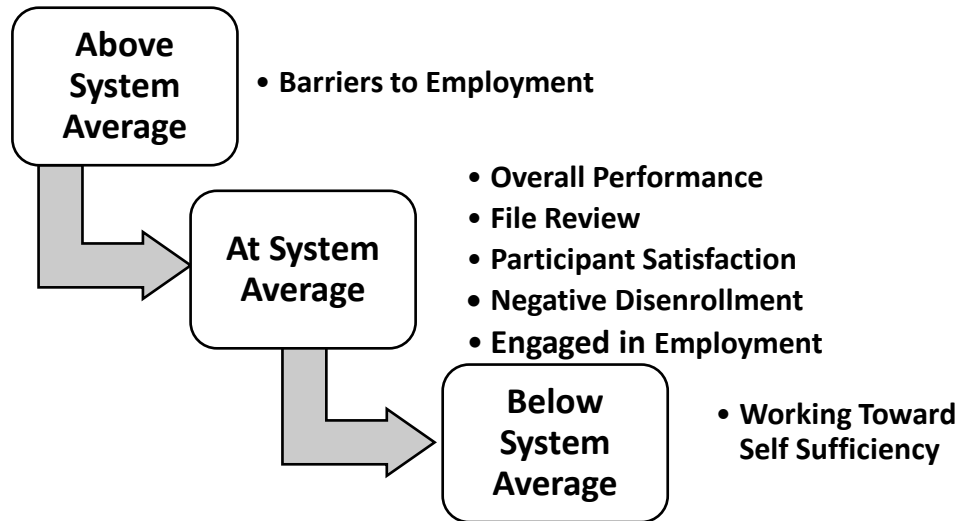 Above
System
Average
• Barriers to Employment
At System
Average
• Overall Performance
• File Review
• Participant Satisfaction
• Negative Disenrollment
• Engaged in Employment
Below
System
Average
• Working Toward
Self Sufficiency